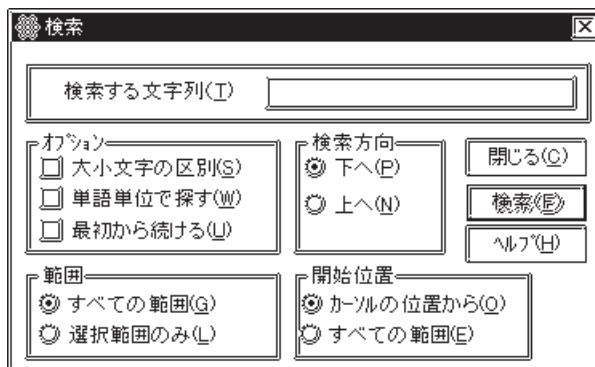 検索
検索する文字列(T)
オプション
大小文字の区別(S)
単語単位で探す(W)
最初から続ける(U)
検索方向
下へ(P)
上へ(N)
閉じる(C)
検索(F)
ヘルプ(H)
範囲
すべての範囲(G)
選択範囲のみ(L)
開始位置
カーソルの位置から(O)
すべての範囲(E)